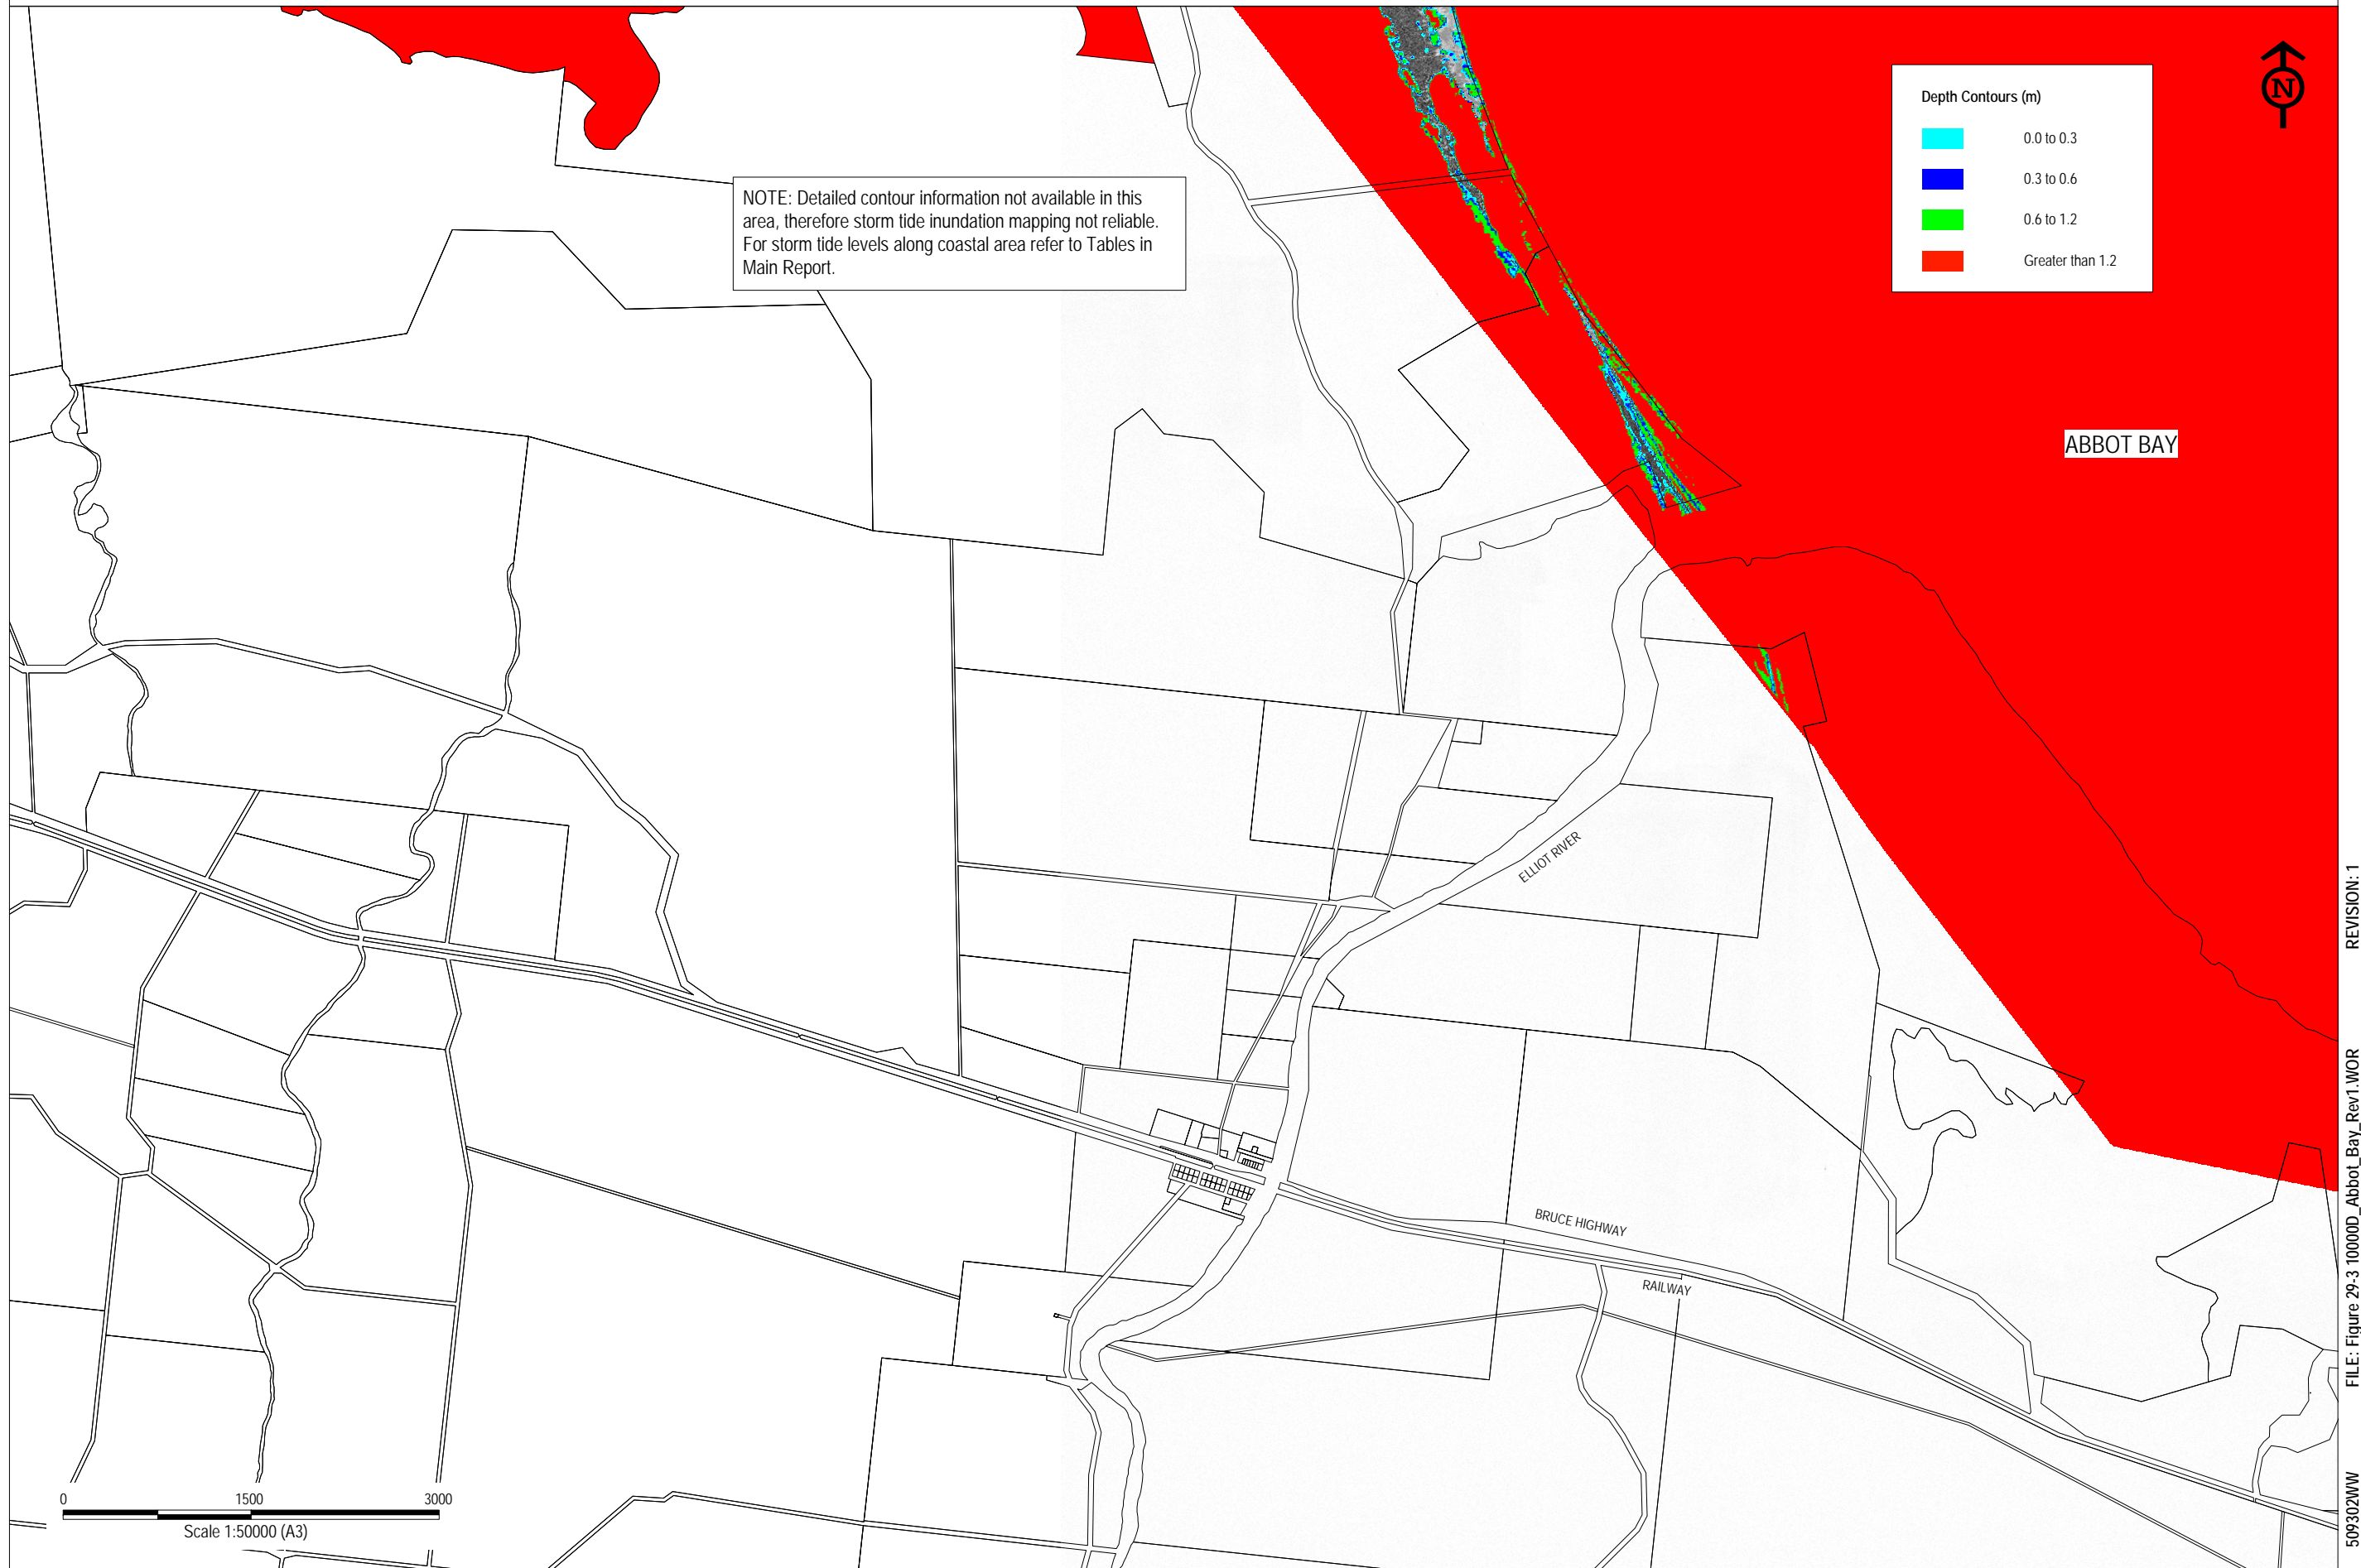 Depth Contours (m)
0.0 to 0.3
0.3 to 0.6
0.6 to 1.2
Greater than 1.2
N
NOTE: Detailed contour information not available in this
area, therefore storm tide inundation mapping not reliable.
For storm tide levels along coastal area refer to Tables in
Main Report.
ABBOT BAY
ELLIOT RIVER
BRUCE HIGHWAY
RAILWAY
0 1500 3000
Scale 1:50000 (A3)
509302WW FILE: Figure 29-3 10000D_Abbot_Bay_Rev1.WOR REVISION: 1